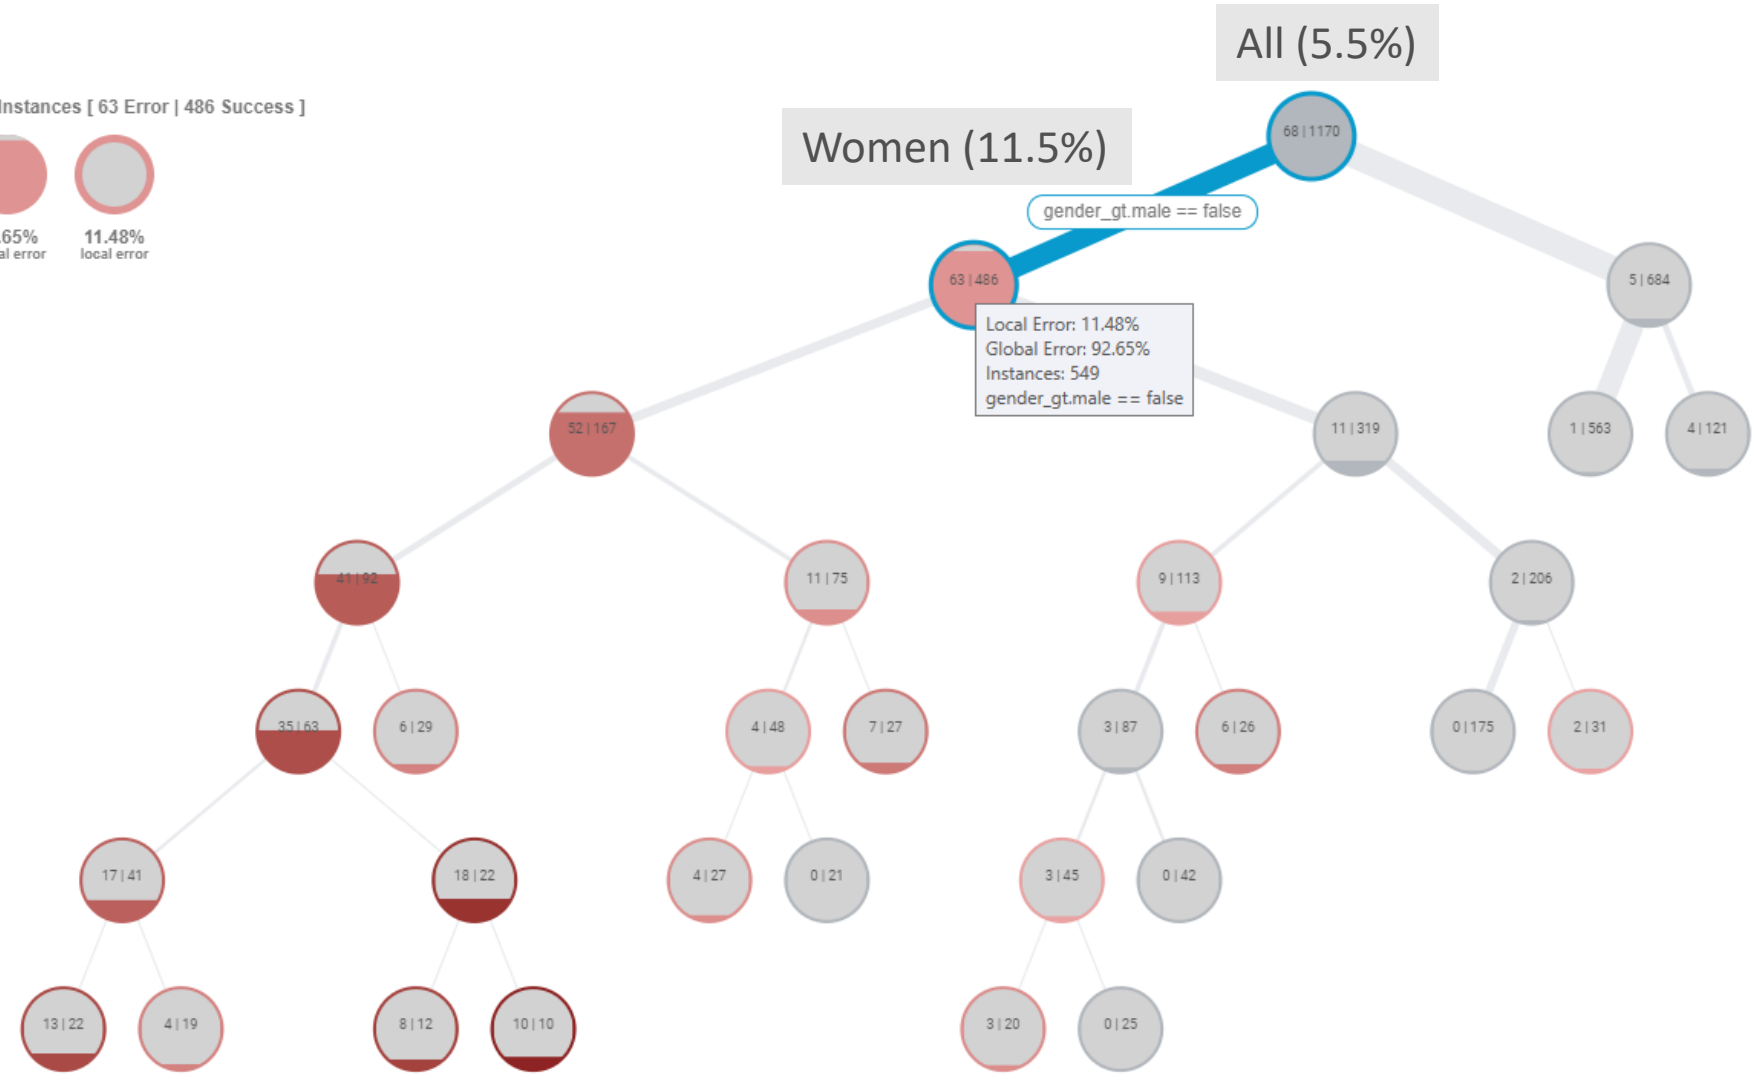 All (5.5%)
Instances [ 63 Error | 486 Success ]
Women (11.5%)
68 | 1170
gender_gt.male == false
.65%
al error
11.48%
local error
63 | 486
5 | 684
Local Error: 11.48%
Global Error: 92.65%
Instances: 549
gender_gt.male == false
52 | 167
11 | 319
1 | 563
4 | 121
41 | 92
11 | 75
9 | 113
2 | 206
35 | 63
6 | 29
4 | 48
7 | 27
3 | 87
6 | 26
0 | 175
2 | 31
17 | 41
18 | 22
4 | 27
0 | 21
3 | 45
0 | 42
13 | 22
4 | 19
8 | 12
10 | 10
3 | 20
0 | 25